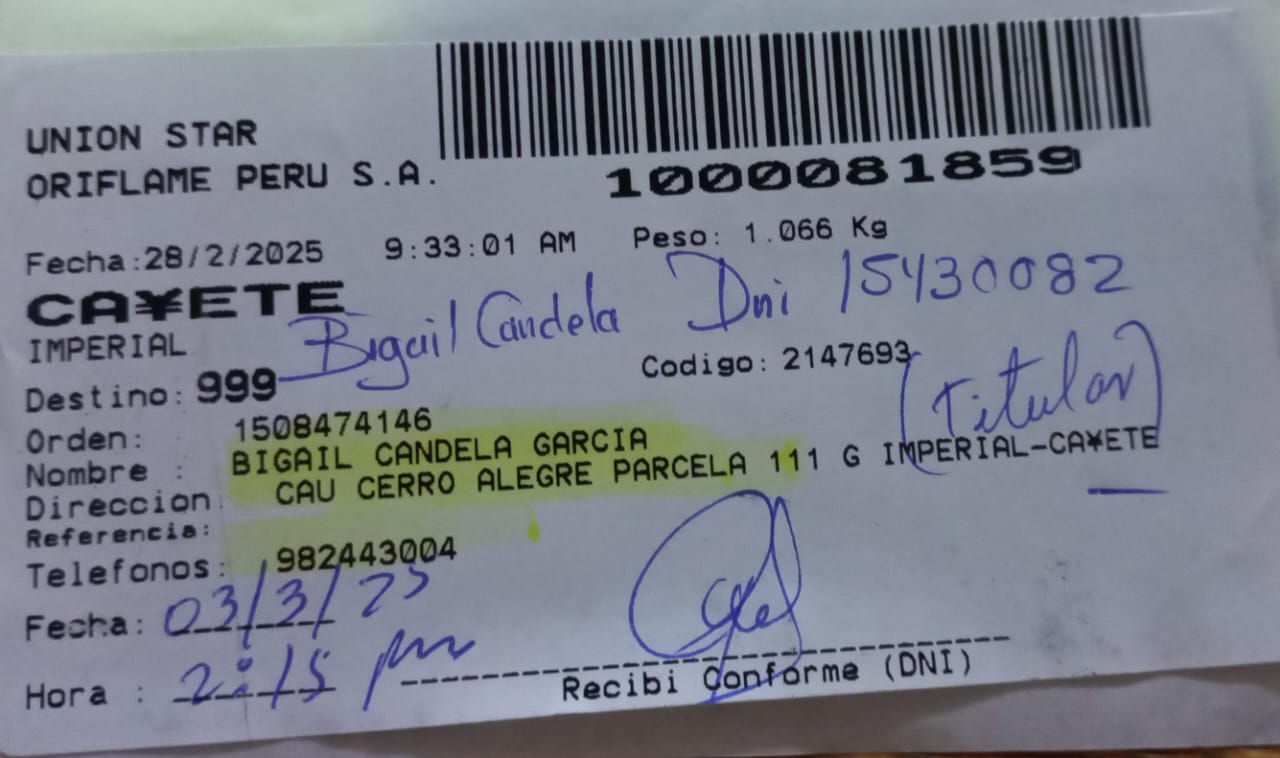 UNION STAR
ORIFLAME PERU S.A.
1000081859
Fecha:28/2/2025 9:33:01 AM Peso: 1.066 Kg
CA¥ETE
Bigail Candela Dni 15430082
IMPERIAL
Destino: 999 Codigo: 2147693
(Titular)
Orden: 1508474146
Nombre : BIGAIL CANDELA GARCIA
Direccion: CAU CERRO ALEGRE PARCELA 111 G IMPERIAL-CA¥ETE
Referencia:
Telefonos: 982443004
Fecha: 03/3/25
Hora : 2:15 pm
Recibi Conforme (DNI)